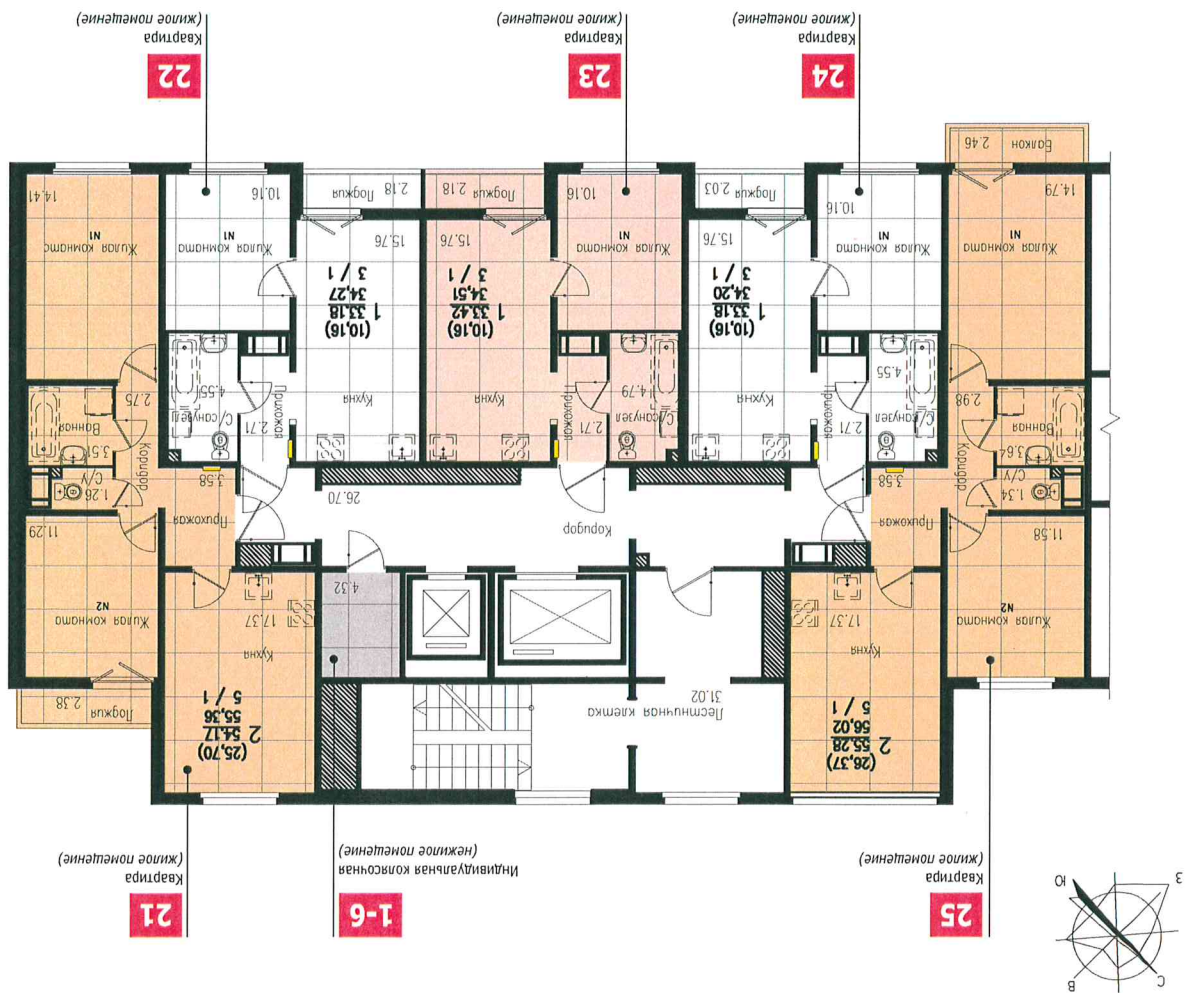 З
Ю
С
В
25
Квартира
(жилое помещение)
1-6
Индивидуальная колясочная
(нежилое помещение)
21
Квартира
(жилое помещение)
(26,37)
2 55,28
56,02
5 / 1
Кухня
17.37
Жилая комната
N2
11.58
Лестничная клетка
31.02
4.32
(25,70)
2 54,17
55,36
5 / 1
Кухня
17.37
Лоджия
2.38
Жилая комната
N2
11.29
С/У
1.34
Ванная
3.64
Коридор
2.98
Прихожая
3.58
Коридор
26.70
Прихожая
3.58
Коридор
2.75
С/У
1.26
Ванная
3.51
Жилая комната
N1
14.79
Балкон
2.46
С/санузел
4.55
Прихожая
2.71
Кухня
15.76
(10,16)
1 33,18
34,20
3 / 1
Жилая комната
N1
10.16
Лоджия
2.03
С/санузел
4.79
Прихожая
2.71
Кухня
15.76
(10,16)
1 33,42
34,51
3 / 1
Жилая комната
N1
10.16
Лоджия
2.18
Кухня
15.76
(10,16)
1 33,18
34,27
3 / 1
Лоджия
2.18
Прихожая
2.71
С/санузел
4.55
Жилая комната
N1
10.16
Жилая комната
N1
14.41
24
Квартира
(жилое помещение)
23
Квартира
(жилое помещение)
22
Квартира
(жилое помещение)